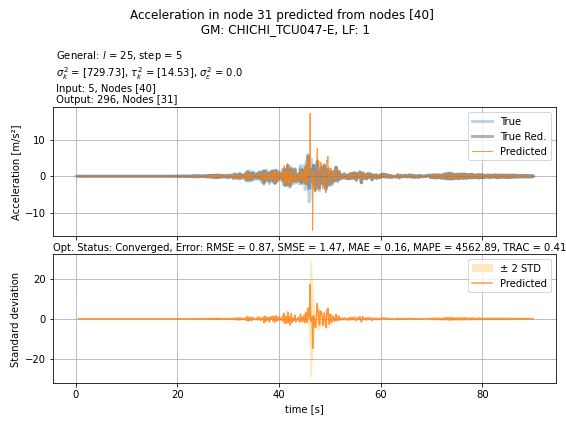 Acceleration in node 31 predicted from nodes [40]
GM: CHICHI_TCU047-E, LF: 1
General: l = 25, step = 5
σ²ₖ = [729.73], τ²ₖ = [14.53], σ²ε = 0.0
Input: 5, Nodes [40]
Output: 296, Nodes [31]
True
True Red.
Predicted
Acceleration [m/s²]
10
0
−10
Opt. Status: Converged, Error: RMSE = 0.87, SMSE = 1.47, MAE = 0.16, MAPE = 4562.89, TRAC = 0.41
± 2 STD
Predicted
Standard deviation
20
0
−20
0 20 40 60 80
time [s]